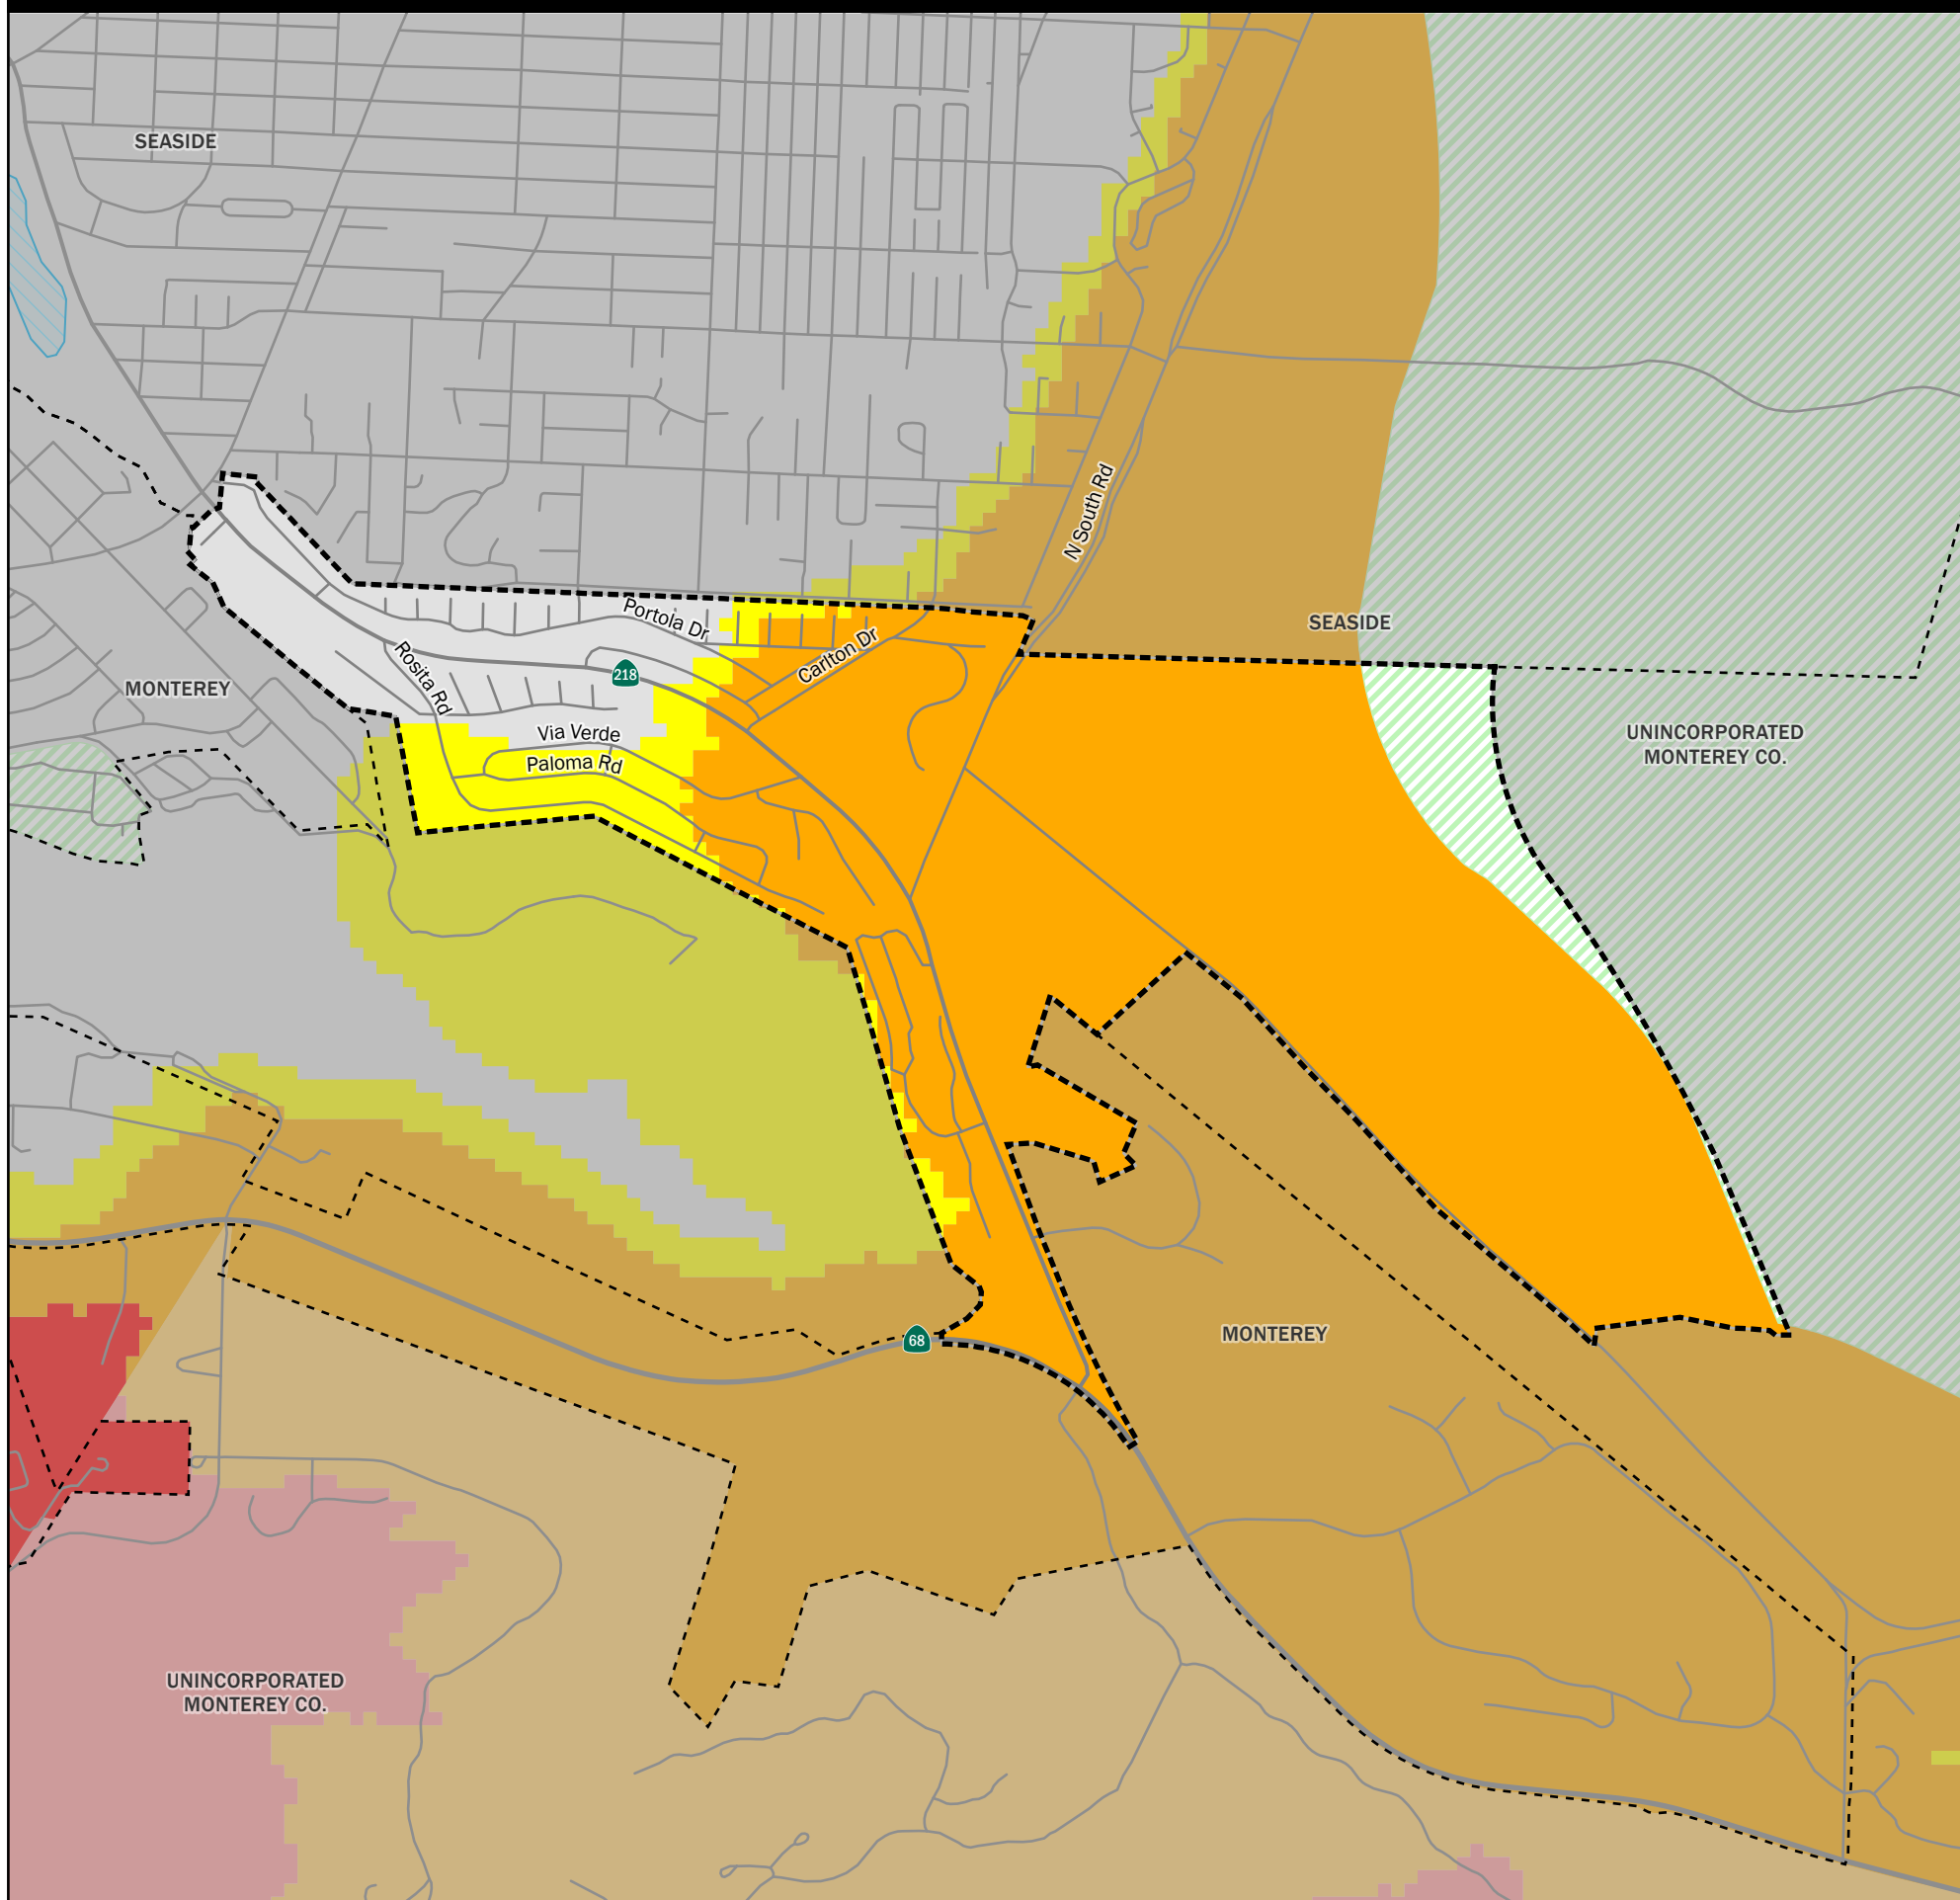 SEASIDE
N South Rd
Portola Dr
SEASIDE
Carlton Dr
Rosita Rd
218
MONTEREY
Via Verde
UNINCORPORATED
MONTEREY CO.
Paloma Rd
68
MONTEREY
UNINCORPORATED
MONTEREY CO.